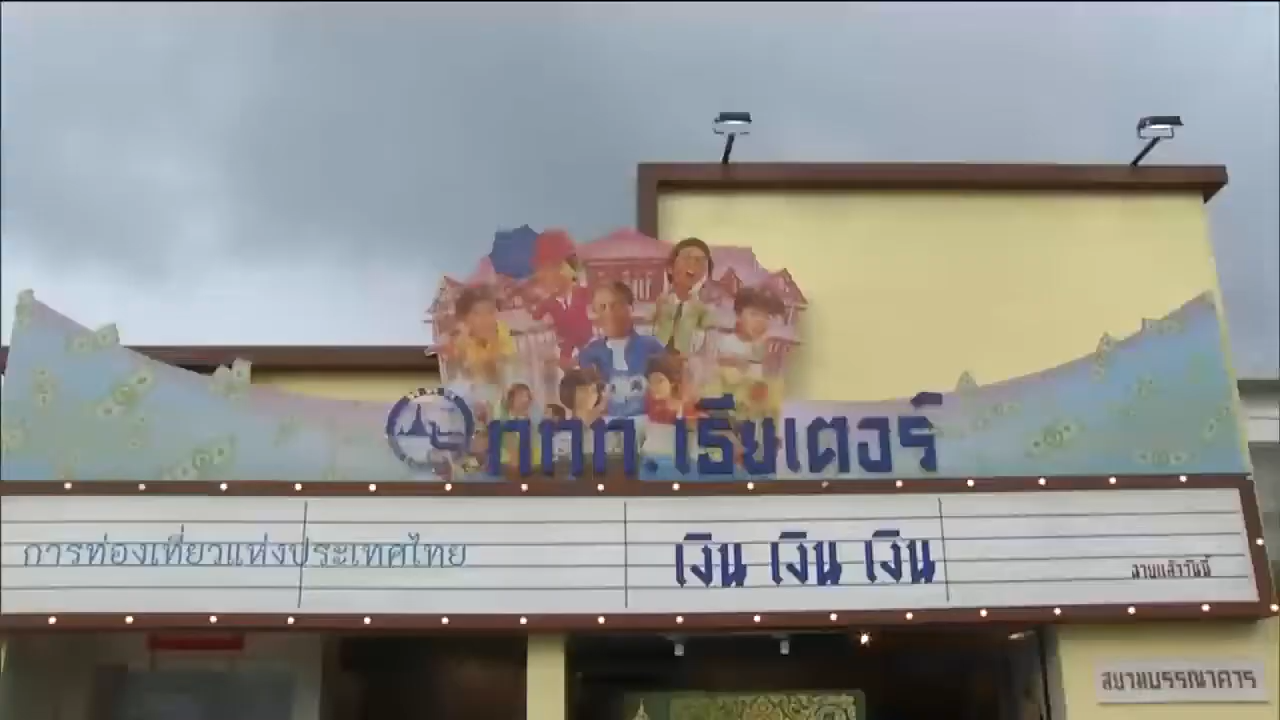 ททท. เธียเตอร์
การท่องเที่ยวแห่งประเทศไทย
เงิน เงิน เงิน
ฉายแล้ววันนี้
สยามบรรณาคาร